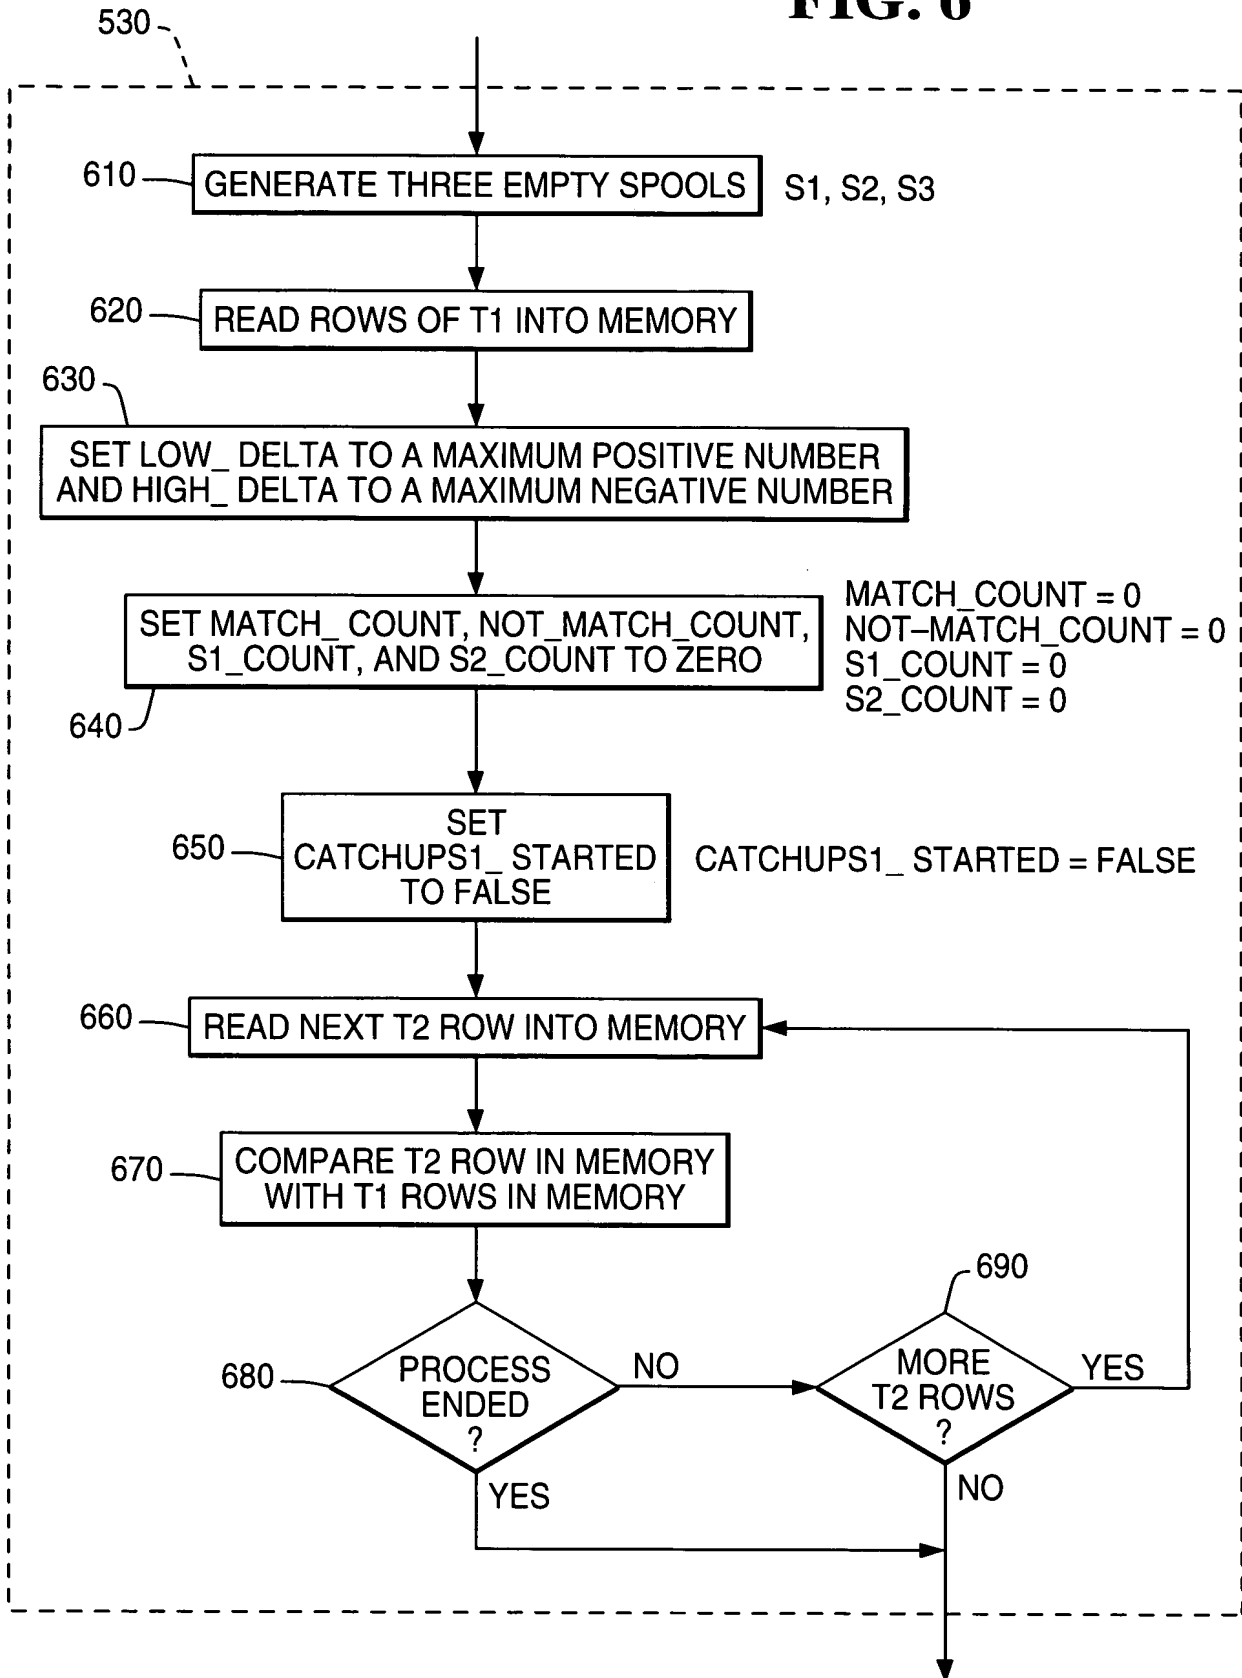 FIG. 6
530
610
GENERATE THREE EMPTY SPOOLS
S1, S2, S3
620
READ ROWS OF T1 INTO MEMORY
630
SET LOW_ DELTA TO A MAXIMUM POSITIVE NUMBER
AND HIGH_ DELTA TO A MAXIMUM NEGATIVE NUMBER
SET MATCH_ COUNT, NOT_MATCH_COUNT,
S1_COUNT, AND S2_COUNT TO ZERO
640
MATCH_COUNT = 0
NOT–MATCH_COUNT = 0
S1_COUNT = 0
S2_COUNT = 0
650
SET
CATCHUPS1_ STARTED
TO FALSE
CATCHUPS1_ STARTED = FALSE
660
READ NEXT T2 ROW INTO MEMORY
670
COMPARE T2 ROW IN MEMORY
WITH T1 ROWS IN MEMORY
680
PROCESS
ENDED
?
NO
YES
690
MORE
T2 ROWS
?
YES
NO